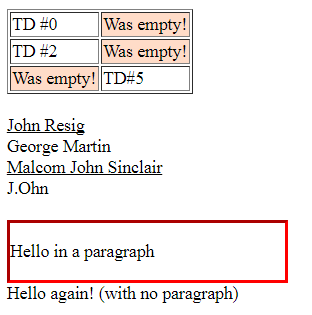 TD #0 Was empty!
TD #2 Was empty!
Was empty! TD#5
John Resig
George Martin
Malcom John Sinclair
J.Ohn
Hello in a paragraph
Hello again! (with no paragraph)